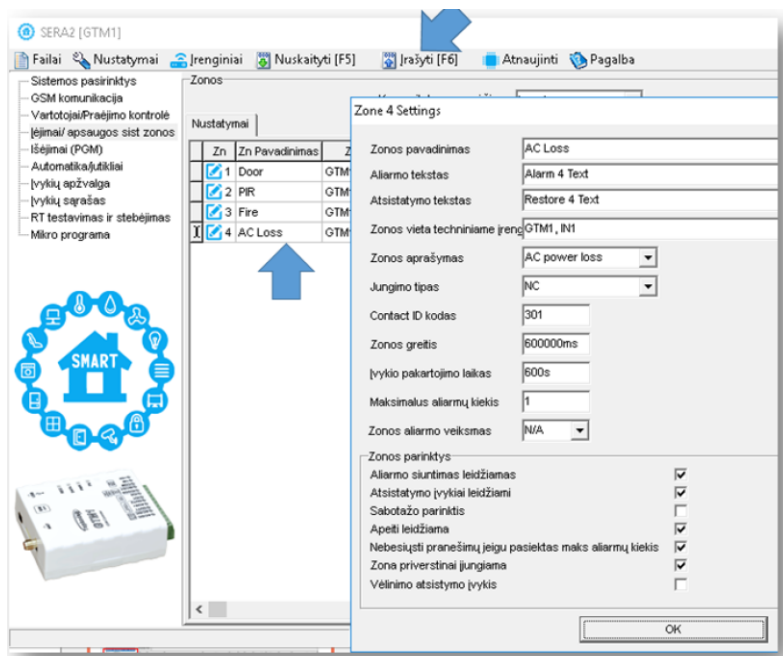 SERA2 [GTM1]
Failai Nustatymai Įrenginiai Nuskaityti [F5] Įrašyti [F6] Atnaujinti Pagalba
Sistemos pasirinktys
GSM komunikacija
Vartotojai/Praėjimo kontrolė
Įėjimai/ apsaugos sist zonos
Išėjimai (PGM)
Automatika/jutikliai
Įvykių apžvalga
Įvykių sąrašas
RT testavimas ir stebėjimas
Mikro programa
Zonos
Nustatymai
Zn Zn Pavadinimas Z
1 Door GTM
2 PIR GTM
3 Fire GTM
4 AC Loss GTM
SMART
Zone 4 Settings
Zonos pavadinimas AC Loss
Aliarmo tekstas Alarm 4 Text
Atsistatymo tekstas Restore 4 Text
Zonos vieta techniniame įreng GTM1, IN1
Zonos aprašymas AC power loss
Jungimo tipas NC
Contact ID kodas 301
Zonos greitis 600000ms
Įvykio pakartojimo laikas 600s
Maksimalus aliarmų kiekis 1
Zonos aliarmo veiksmas N/A
Zonos parinktys
Aliarmo siuntimas leidžiamas
Atsistatymo įvykiai leidžiami
Sabotažo parinktis
Apeiti leidžiama
Nebesiųsti pranešimų jeigu pasiektas maks aliarmų kiekis
Zona priverstinai įjungiama
Vėlinimo atsistymo įvykis
OK